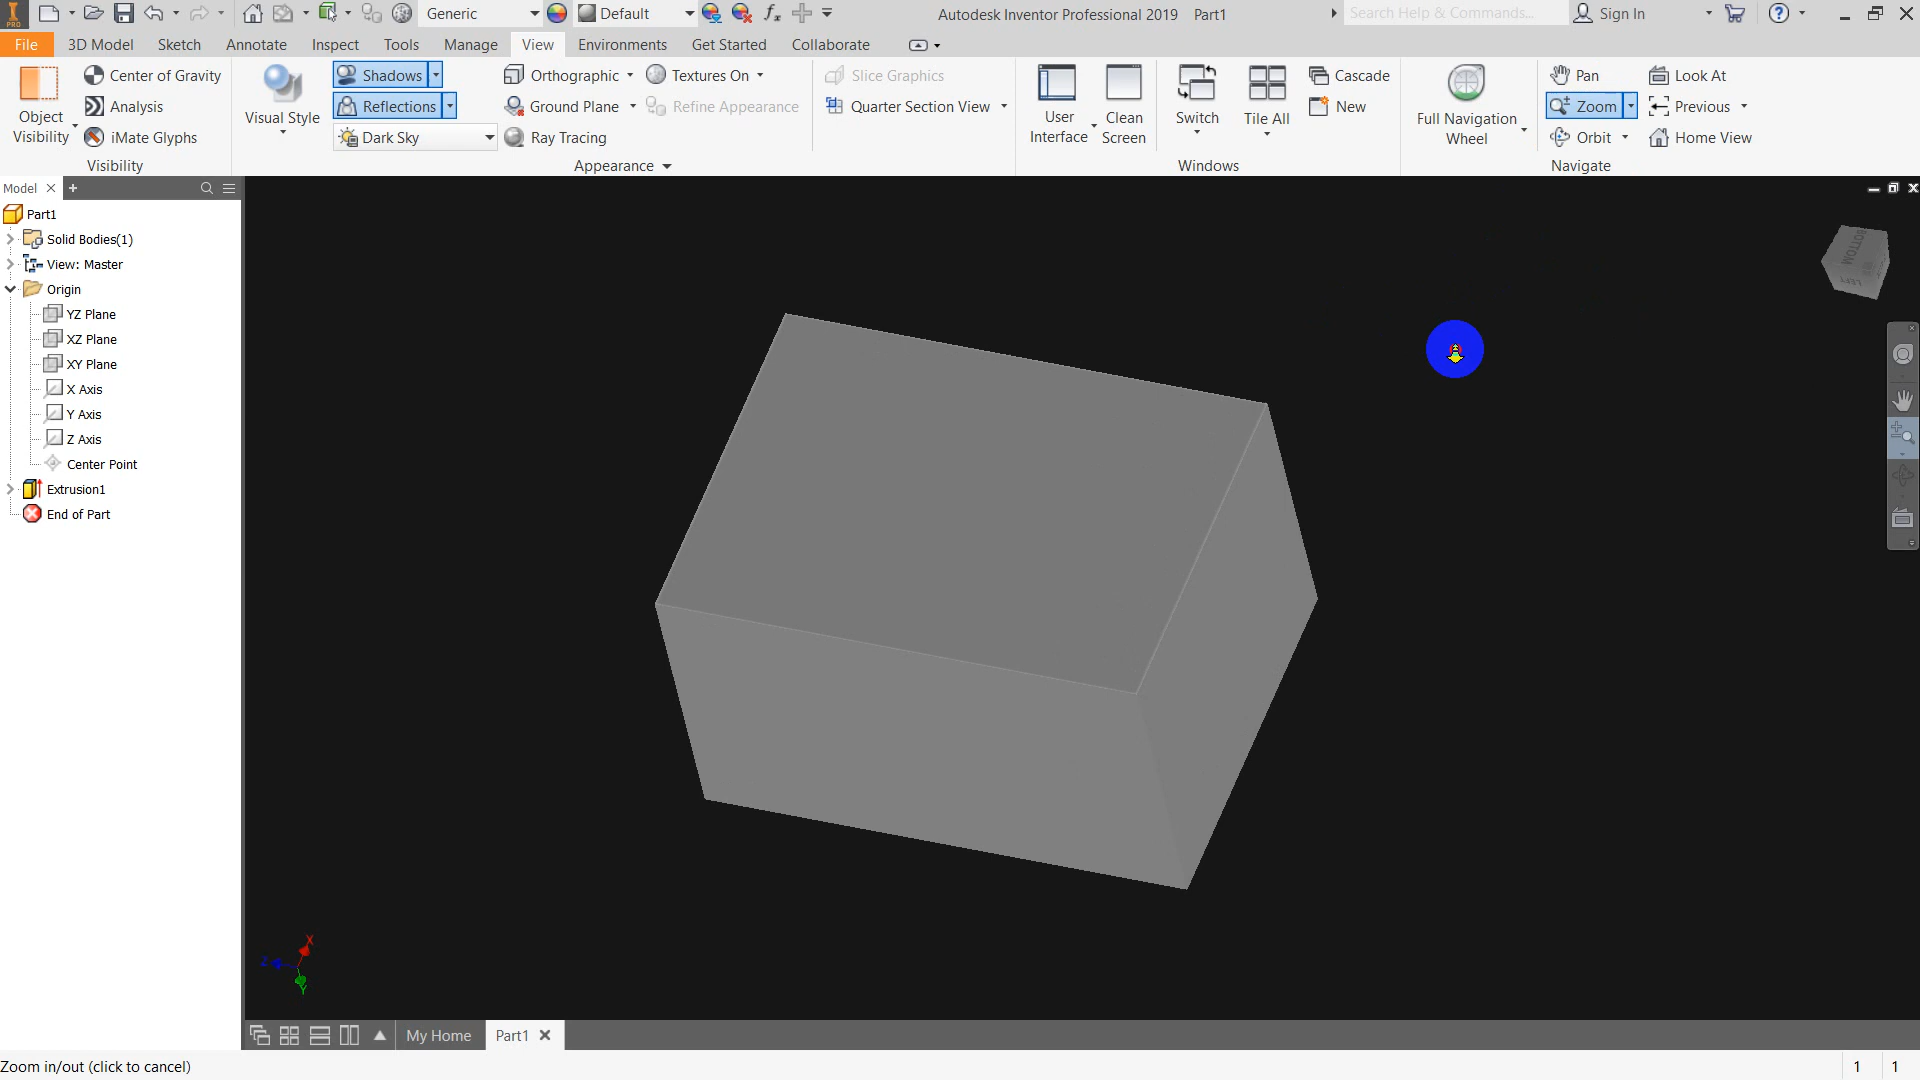 Generic Default Autodesk Inventor Professional 2019 Part1 Search Help & Commands... Sign In
PRO
File 3D Model Sketch Annotate Inspect Tools Manage View Environments Get Started Collaborate
Object Visibility
Center of Gravity
Analysis
iMate Glyphs
Visibility
Visual Style
Shadows
Reflections
Dark Sky
Orthographic
Ground Plane
Ray Tracing
Textures On
Refine Appearance
Appearance
Slice Graphics
Quarter Section View
User Interface
Clean Screen
Switch
Tile All
Cascade
New
Windows
Full Navigation Wheel
Pan
Zoom
Orbit
Look At
Previous
Home View
Navigate
Model
Part1
Solid Bodies(1)
View: Master
Origin
YZ Plane
XZ Plane
XY Plane
X Axis
Y Axis
Z Axis
Center Point
Extrusion1
End of Part
BOTTOM
LEFT
X
Z
Y
My Home Part1
Zoom in/out (click to cancel) 1 1